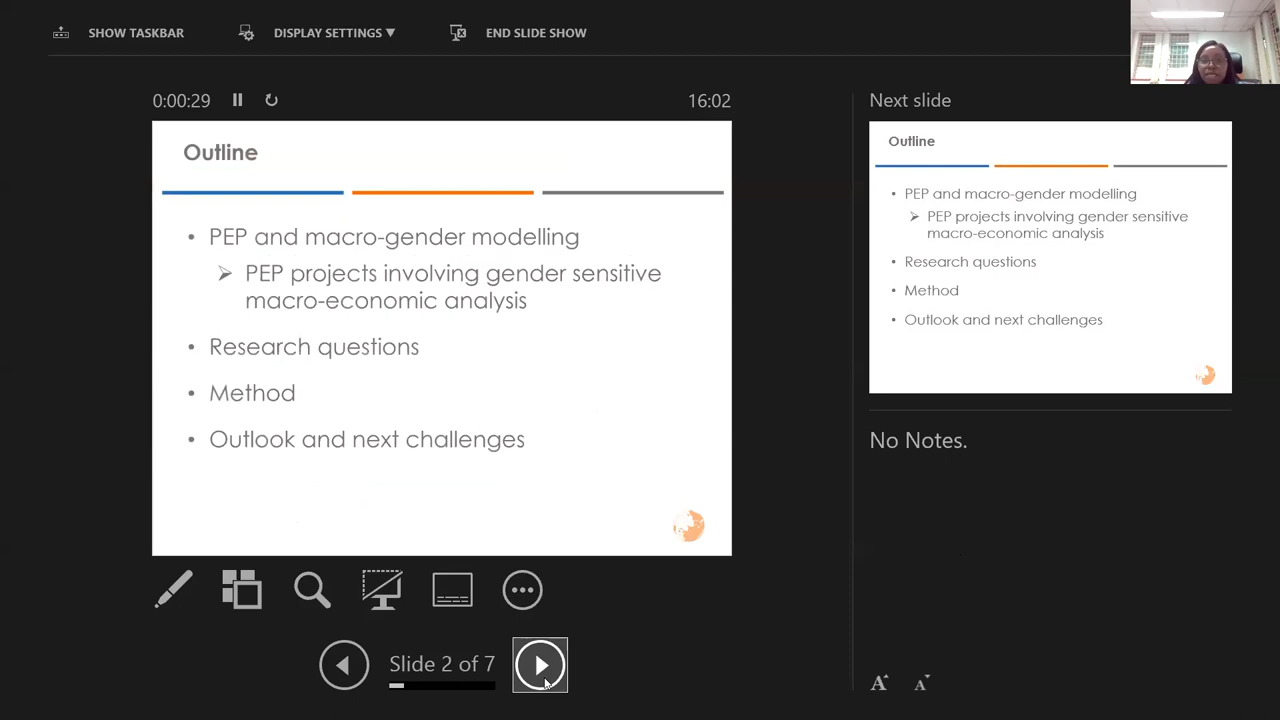 SHOW TASKBAR
DISPLAY SETTINGS ▼
END SLIDE SHOW
0:00:29
16:02
Outline
• PEP and macro-gender modelling
➢ PEP projects involving gender sensitive
macro-economic analysis
• Research questions
• Method
• Outlook and next challenges
Slide 2 of 7
Next slide
Outline
• PEP and macro-gender modelling
➢ PEP projects involving gender sensitive
macro-economic analysis
• Research questions
• Method
• Outlook and next challenges
No Notes.
A A